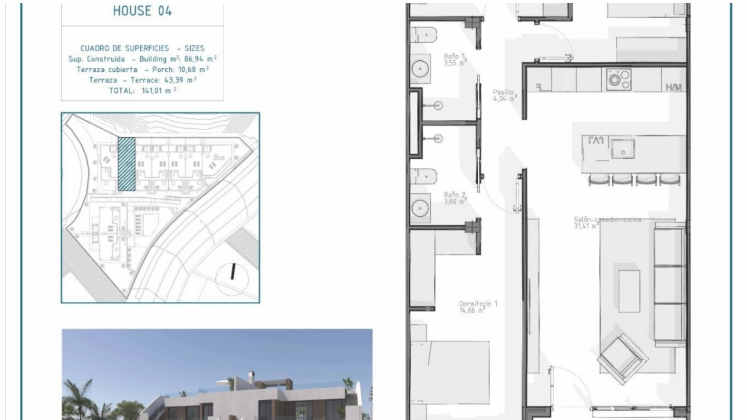 HOUSE 04
CUADRO DE SUPERFICIES - SIZES
Sup. Construida - Building m²: 86,94 m²
Terraza cubierta - Porch: 10,68 m²
Terraza - Terrace: 43,39 m²
TOTAL: 141,01 m²
Baño 1
3,55 m²
Pasillo
4,04 m²
H/M
LVJ
Baño 2
3,60 m²
Salón-comedor-cocina
31,41 m²
Dormitorio 1
14,66 m²